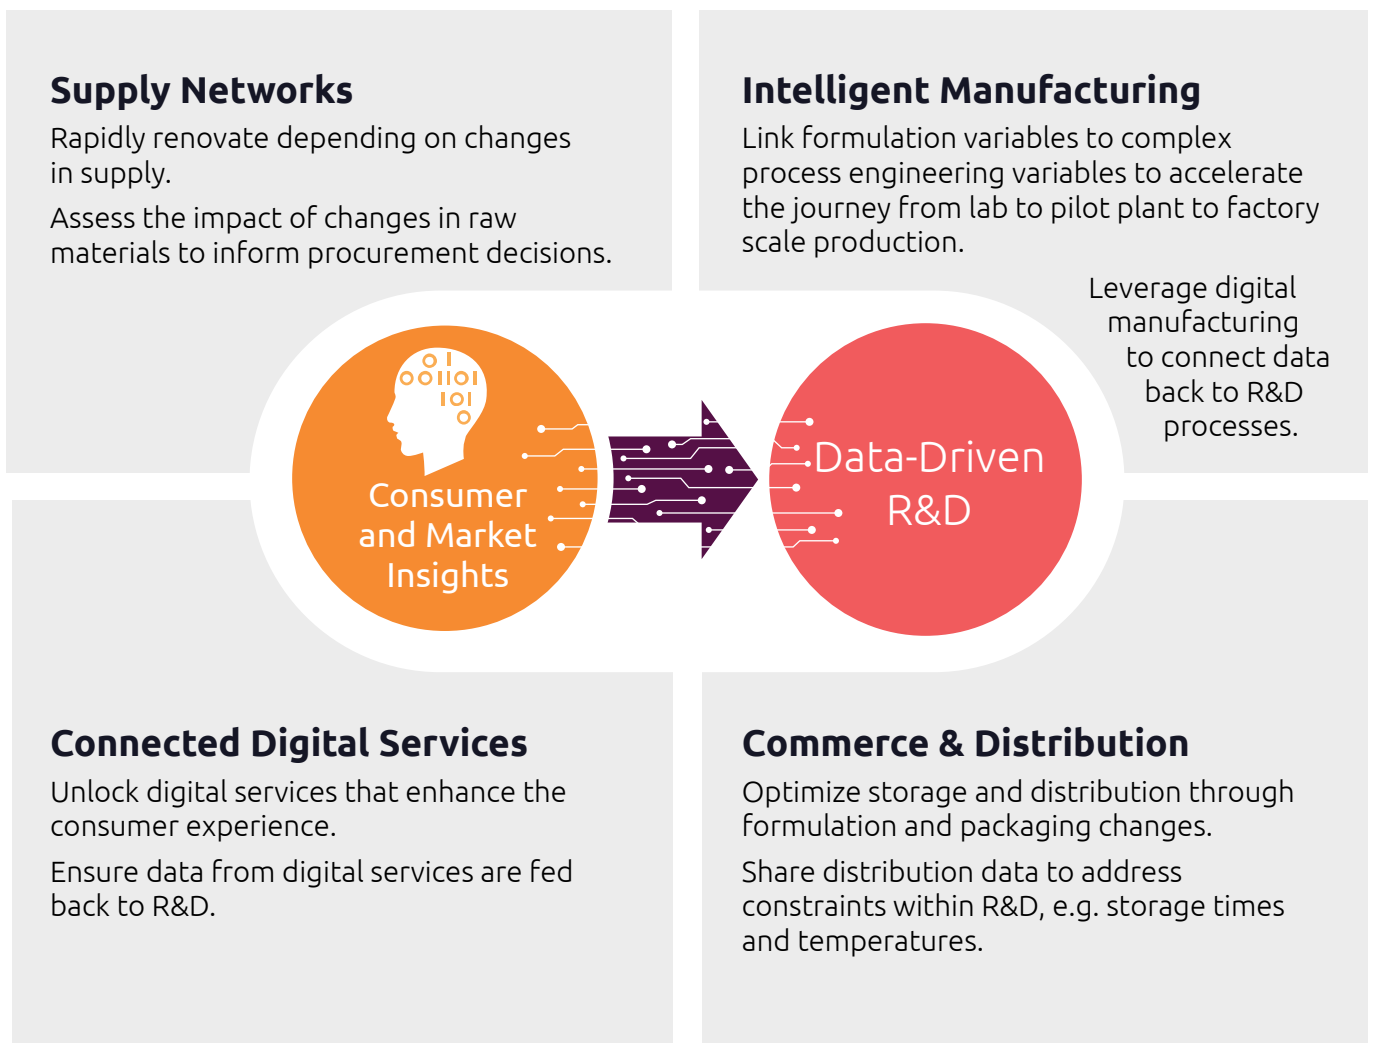 Supply Networks
Rapidly renovate depending on changes
in supply.
Assess the impact of changes in raw
materials to inform procurement decisions.
Intelligent Manufacturing
Link formulation variables to complex
process engineering variables to accelerate
the journey from lab to pilot plant to factory
scale production.
Leverage digital
manufacturing
to connect data
back to R&D
processes.
Consumer
and Market
Insights
Data-Driven
R&D
Connected Digital Services
Unlock digital services that enhance the
consumer experience.
Ensure data from digital services are fed
back to R&D.
Commerce & Distribution
Optimize storage and distribution through
formulation and packaging changes.
Share distribution data to address
constraints within R&D, e.g. storage times
and temperatures.